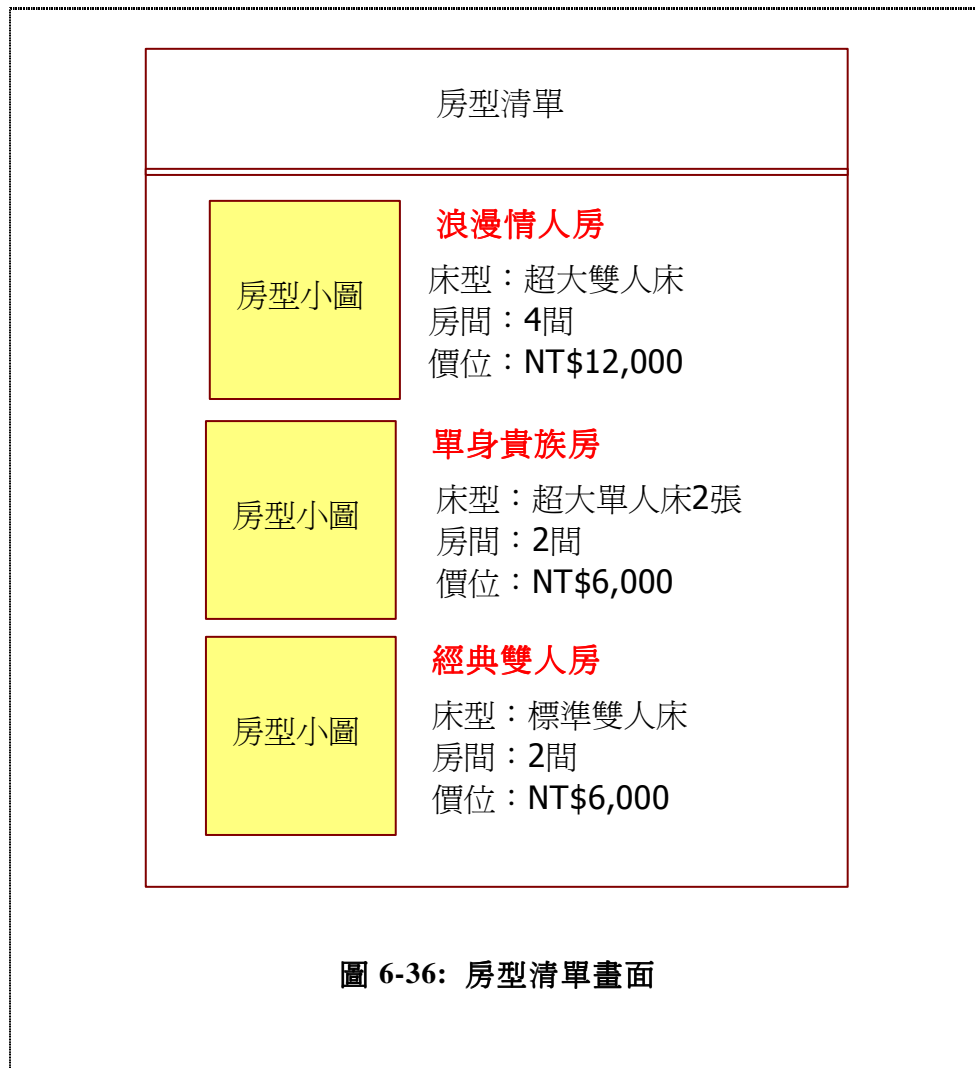 房型清單
房型小圖
浪漫情人房
床型：超大雙人床
房間：4間
價位：NT$12,000
房型小圖
單身貴族房
床型：超大單人床2張
房間：2間
價位：NT$6,000
房型小圖
經典雙人房
床型：標準雙人床
房間：2間
價位：NT$6,000
圖 6-36: 房型清單畫面